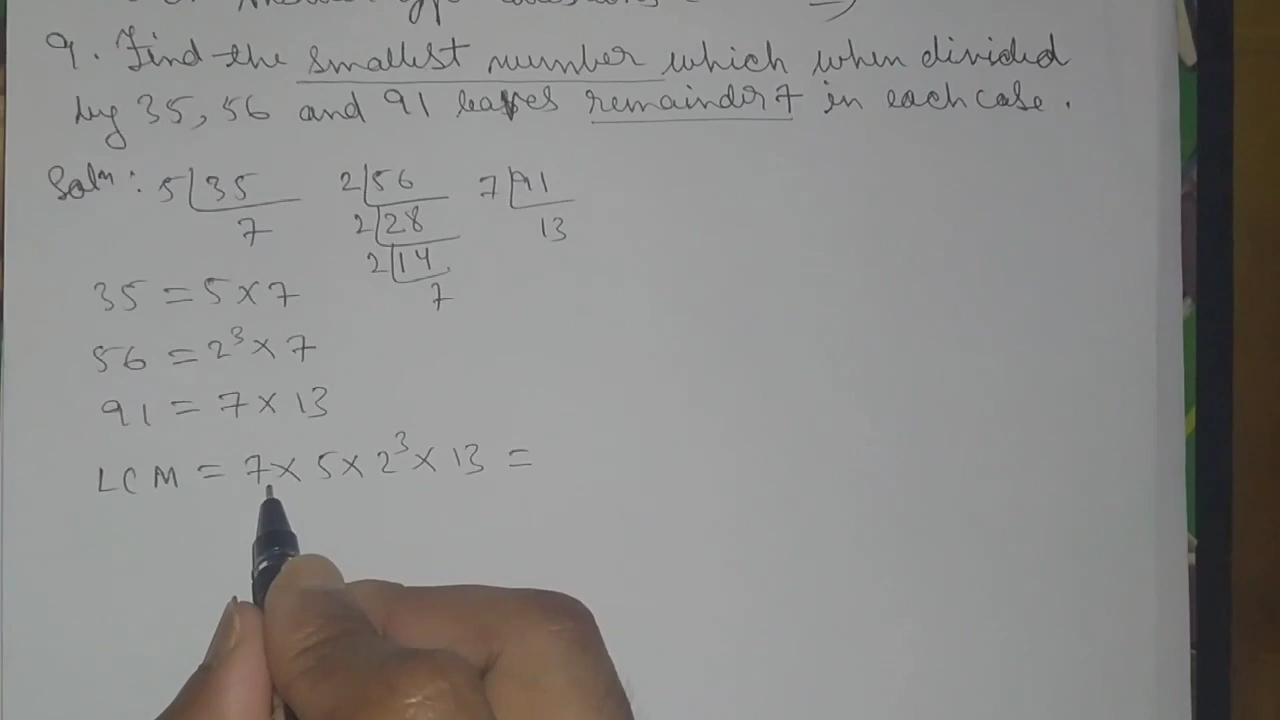 9. Find the smallest number which when divided
by 35, 56 and 91 leaves remainder 7 in each case.
Soln: 5 35 2 56 7 91
7 2 28 13
2 14
7
35 = 5 × 7
56 = 2³ × 7
91 = 7 × 13
LCM = 7 × 5 × 2³ × 13 =